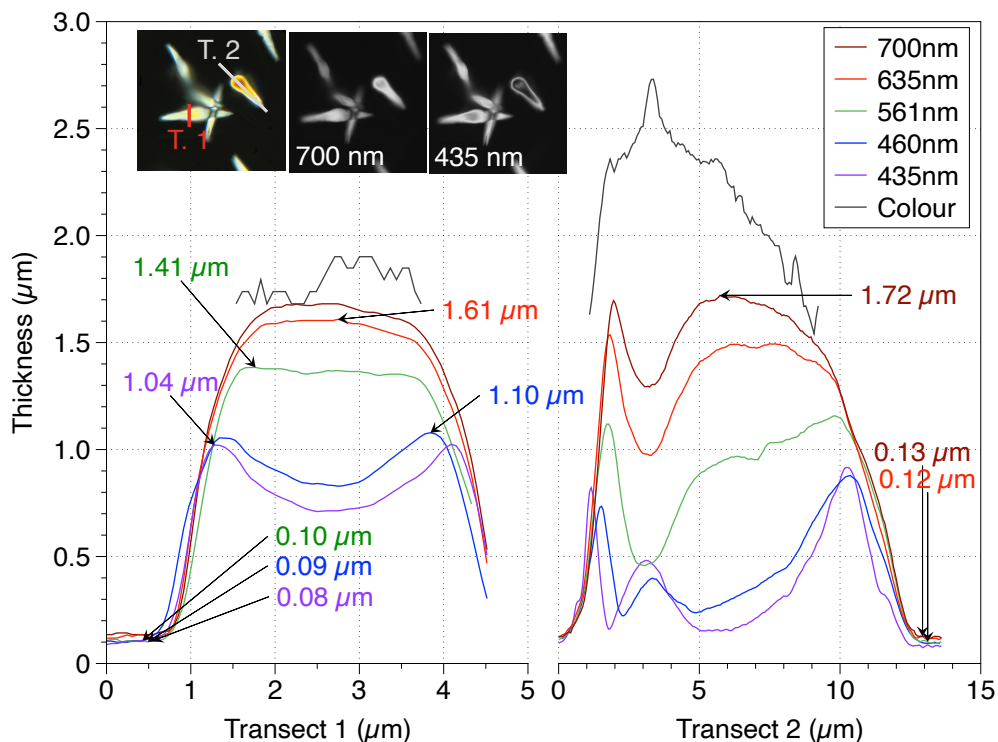 3.0
2.5
2.0
1.5
1.0
0.5
0
Thickness (µm)
T. 2
T. 1
700 nm
435 nm
700nm
635nm
561nm
460nm
435nm
Colour
1.41 µm
1.61 µm
1.04 µm
1.10 µm
0.10 µm
0.09 µm
0.08 µm
1.72 µm
0.13 µm
0.12 µm
0 1 2 3 4 5
Transect 1 (µm)
0 5 10 15
Transect 2 (µm)